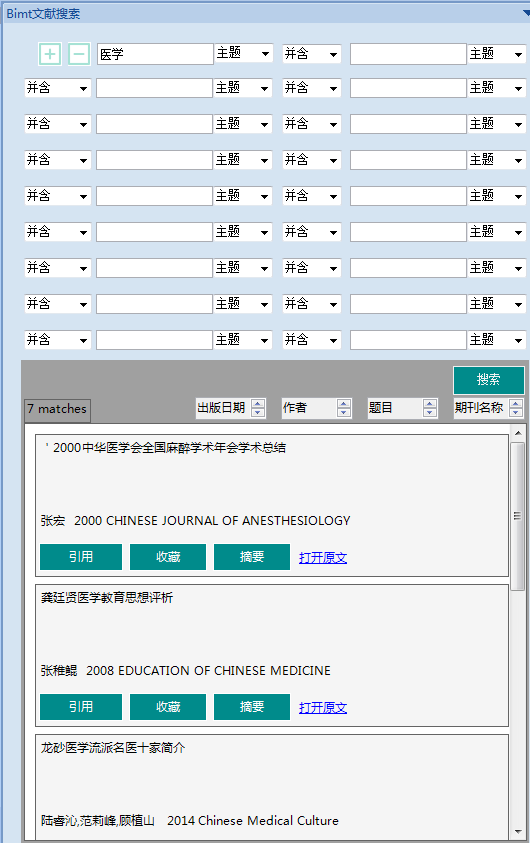 Bimt文献搜索
医学 主题 并含 主题
并含 主题 并含 主题
并含 主题 并含 主题
并含 主题 并含 主题
并含 主题 并含 主题
并含 主题 并含 主题
并含 主题 并含 主题
并含 主题 并含 主题
并含 主题 并含 主题
搜索
7 matches 出版日期 作者 题目 期刊名称
' 2000中华医学会全国麻醉学术年会学术总结
张宏 2000 CHINESE JOURNAL OF ANESTHESIOLOGY
引用 收藏 摘要 打开原文
龚廷贤医学教育思想评析
张稚鲲 2008 EDUCATION OF CHINESE MEDICINE
引用 收藏 摘要 打开原文
龙砂医学流派名医十家简介
陆睿沁,范莉峰,顾植山 2014 Chinese Medical Culture